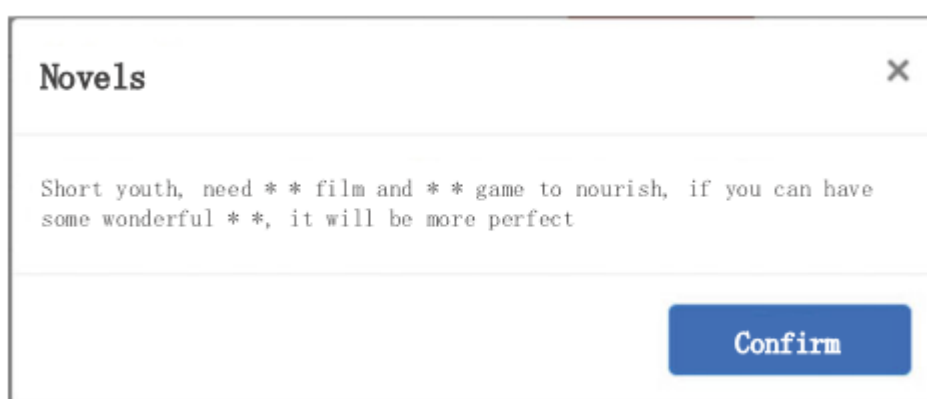 Novels
Short youth, need * * film and * * game to nourish, if you can have
some wonderful * *, it will be more perfect
Confirm